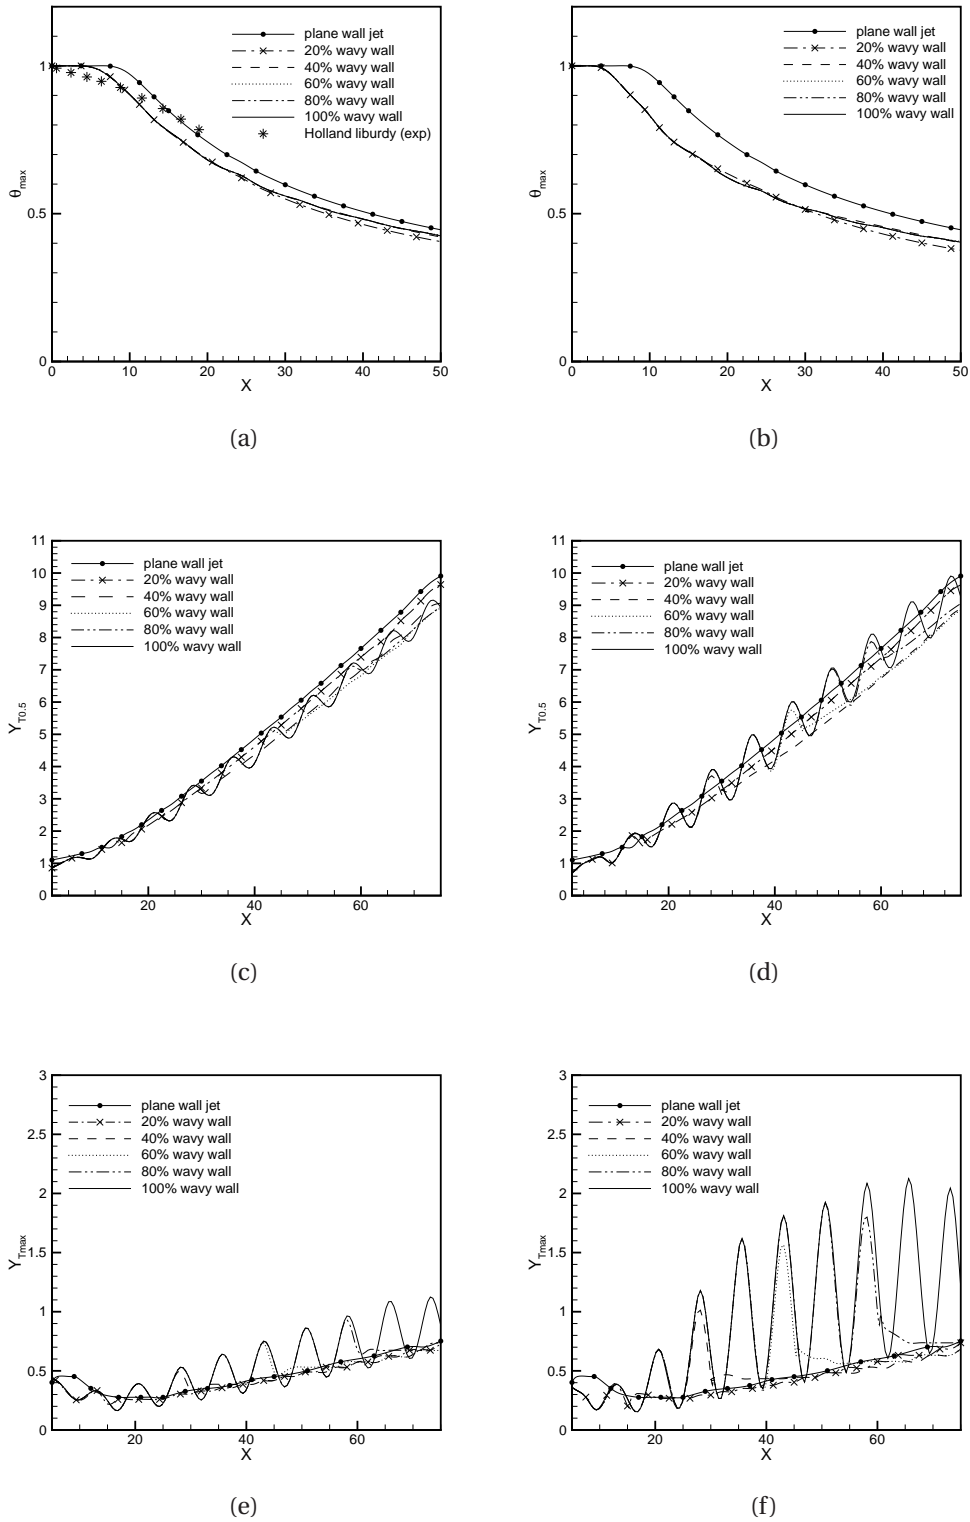 plane wall jet
20% wavy wall
40% wavy wall
60% wavy wall
80% wavy wall
100% wavy wall
Holland liburdy (exp)
1
0.5
0
θmax
0 10 20 30 40 50
X
(a)
plane wall jet
20% wavy wall
40% wavy wall
60% wavy wall
80% wavy wall
100% wavy wall
1
0.5
0
θmax
0 10 20 30 40 50
X
(b)
plane wall jet
20% wavy wall
40% wavy wall
60% wavy wall
80% wavy wall
100% wavy wall
11
10
9
8
7
6
5
4
3
2
1
0
YT0.5
20 40 60
X
(c)
plane wall jet
20% wavy wall
40% wavy wall
60% wavy wall
80% wavy wall
100% wavy wall
11
10
9
8
7
6
5
4
3
2
1
0
YT0.5
20 40 60
X
(d)
plane wall jet
20% wavy wall
40% wavy wall
60% wavy wall
80% wavy wall
100% wavy wall
3
2.5
2
1.5
1
0.5
0
YTmax
20 40 60
X
(e)
plane wall jet
20% wavy wall
40% wavy wall
60% wavy wall
80% wavy wall
100% wavy wall
3
2.5
2
1.5
1
0.5
0
YTmax
20 40 60
X
(f)